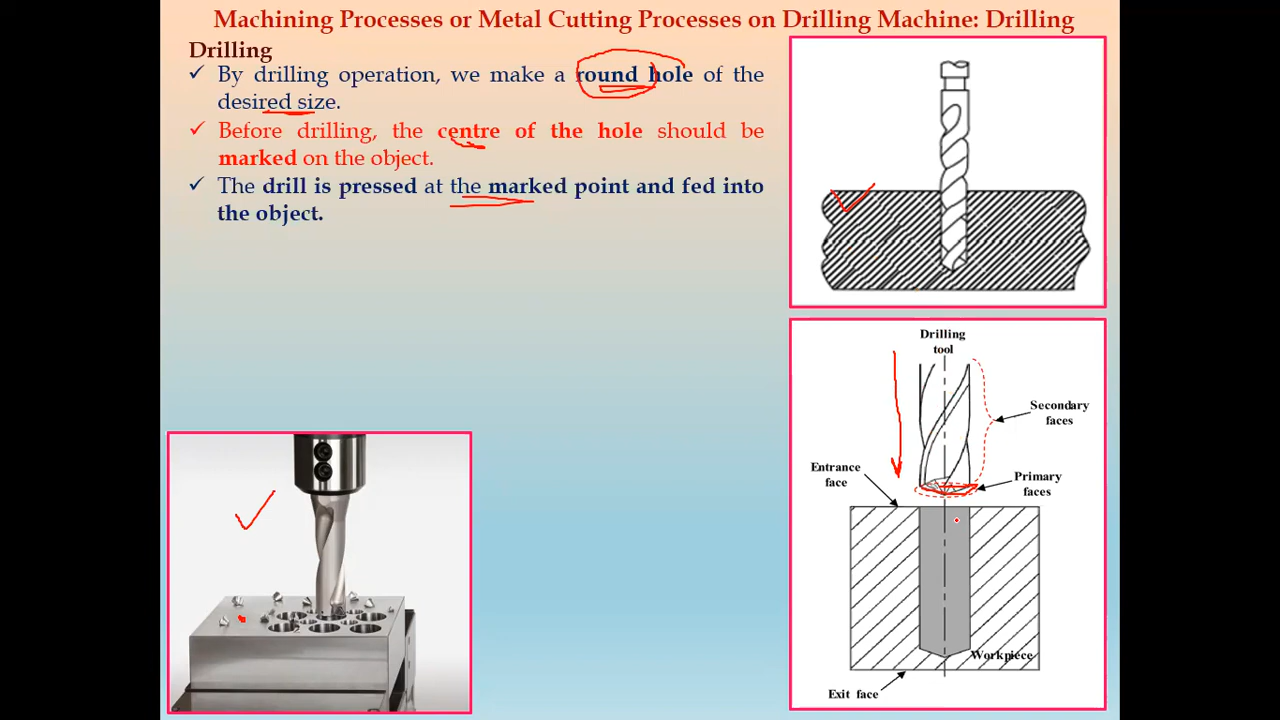 Machining Processes or Metal Cutting Processes on Drilling Machine: Drilling
Drilling
✓ By drilling operation, we make a round hole of the
desired size.
✓ Before drilling, the centre of the hole should be
marked on the object.
✓ The drill is pressed at the marked point and fed into
the object.
Drilling
tool
Secondary
faces
Entrance
face
Primary
faces
Workpiece
Exit face